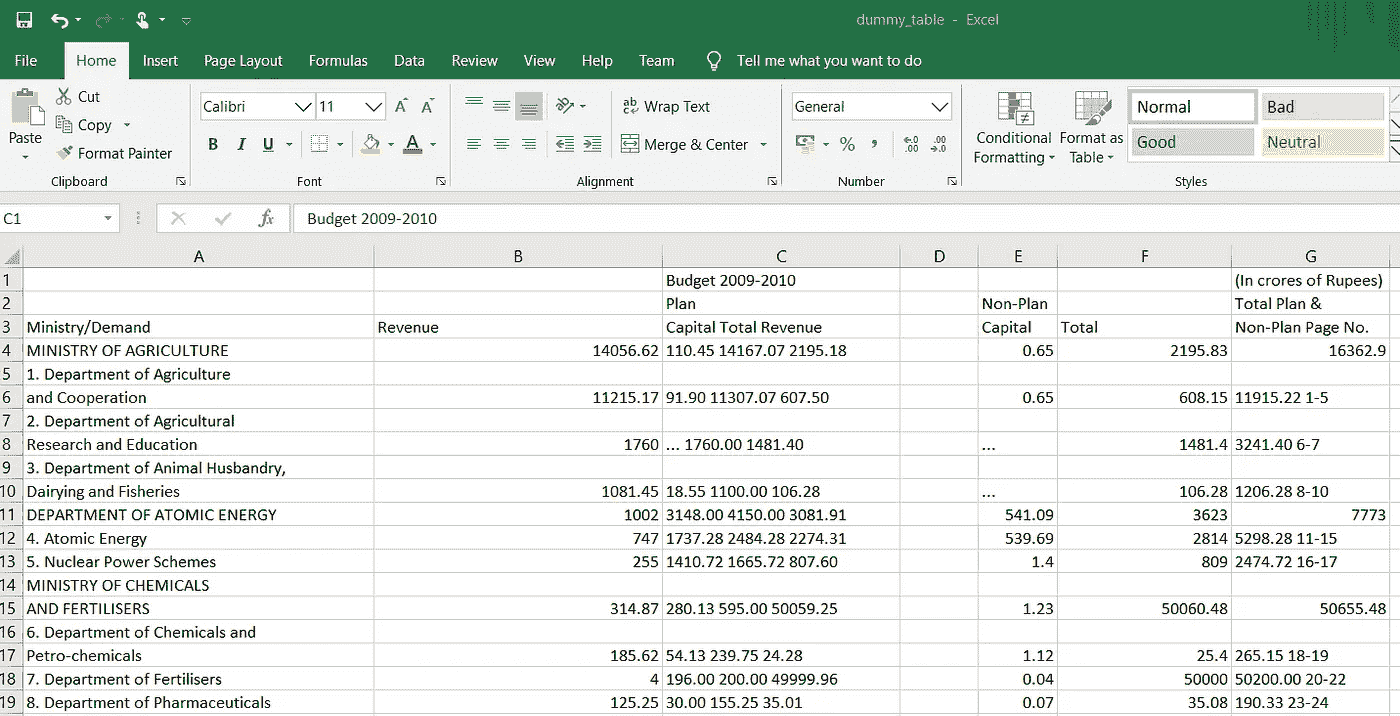 dummy_table - Excel
File Home Insert Page Layout Formulas Data Review View Help Team Tell me what you want to do
Cut
Calibri 11 A A
Wrap Text
General
Normal Bad
Copy
Paste
Conditional Format as
Good Neutral
B I U A
Merge & Center
% , .00 .00
Format Painter
Formatting Table
Clipboard Font Alignment Number Styles
C1 fx Budget 2009-2010
A B C D E F G
1 Budget 2009-2010 (In crores of Rupees)
2 Plan Non-Plan Total Plan &
3 Ministry/Demand Revenue Capital Total Revenue Capital Total Non-Plan Page No.
4 MINISTRY OF AGRICULTURE 14056.62 110.45 14167.07 2195.18 0.65 2195.83 16362.9
5 1. Department of Agriculture
6 and Cooperation 11215.17 91.90 11307.07 607.50 0.65 608.15 11915.22 1-5
7 2. Department of Agricultural
8 Research and Education 1760 ... 1760.00 1481.40 ... 1481.4 3241.40 6-7
9 3. Department of Animal Husbandry,
10 Dairying and Fisheries 1081.45 18.55 1100.00 106.28 ... 106.28 1206.28 8-10
11 DEPARTMENT OF ATOMIC ENERGY 1002 3148.00 4150.00 3081.91 541.09 3623 7773
12 4. Atomic Energy 747 1737.28 2484.28 2274.31 539.69 2814 5298.28 11-15
13 5. Nuclear Power Schemes 255 1410.72 1665.72 807.60 1.4 809 2474.72 16-17
14 MINISTRY OF CHEMICALS
15 AND FERTILISERS 314.87 280.13 595.00 50059.25 1.23 50060.48 50655.48
16 6. Department of Chemicals and
17 Petro-chemicals 185.62 54.13 239.75 24.28 1.12 25.4 265.15 18-19
18 7. Department of Fertilisers 4 196.00 200.00 49999.96 0.04 50000 50200.00 20-22
19 8. Department of Pharmaceuticals 125.25 30.00 155.25 35.01 0.07 35.08 190.33 23-24